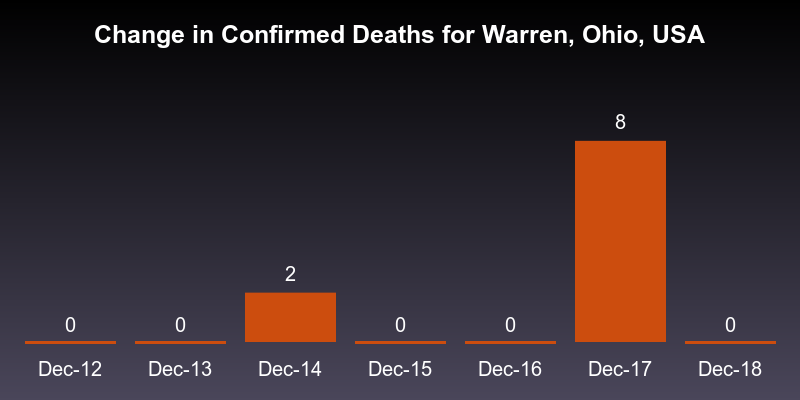 Change in Confirmed Deaths for Warren, Ohio, USA
8
2
0 0 0 0 0
Dec-12 Dec-13 Dec-14 Dec-15 Dec-16 Dec-17 Dec-18